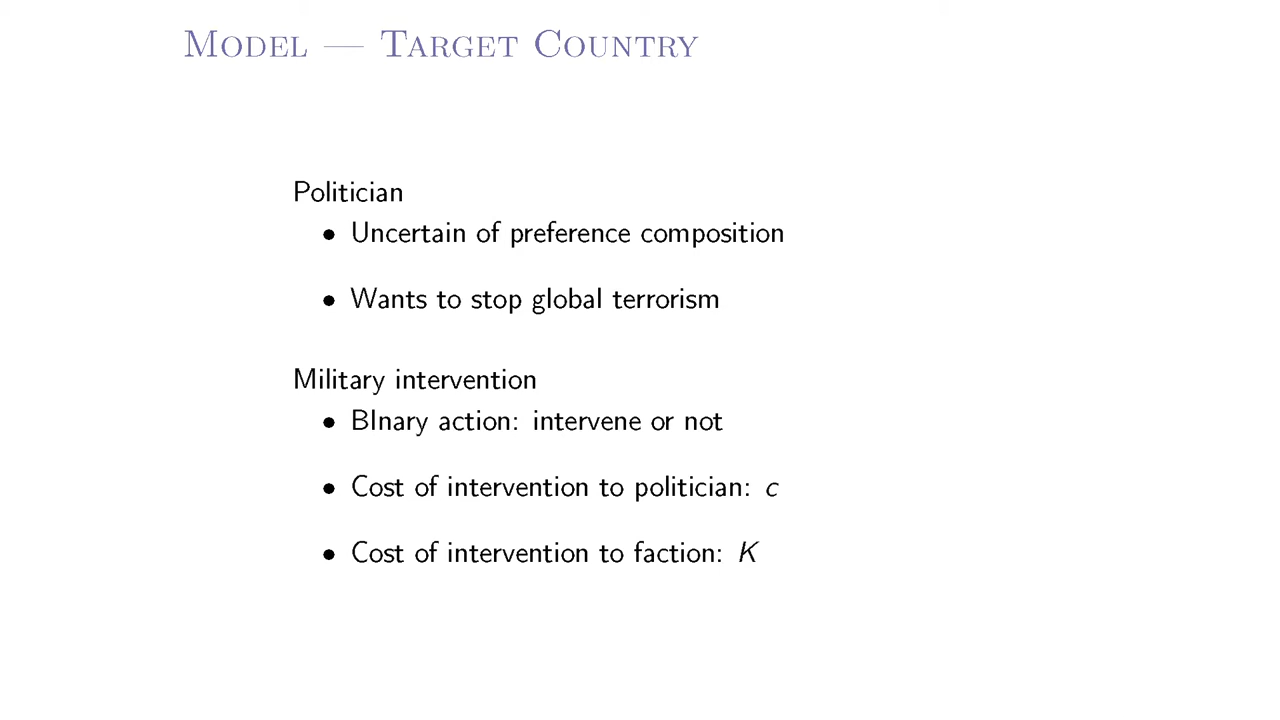 Model — Target Country
Politician
• Uncertain of preference composition
• Wants to stop global terrorism
Military intervention
• BInary action: intervene or not
• Cost of intervention to politician: c
• Cost of intervention to faction: K